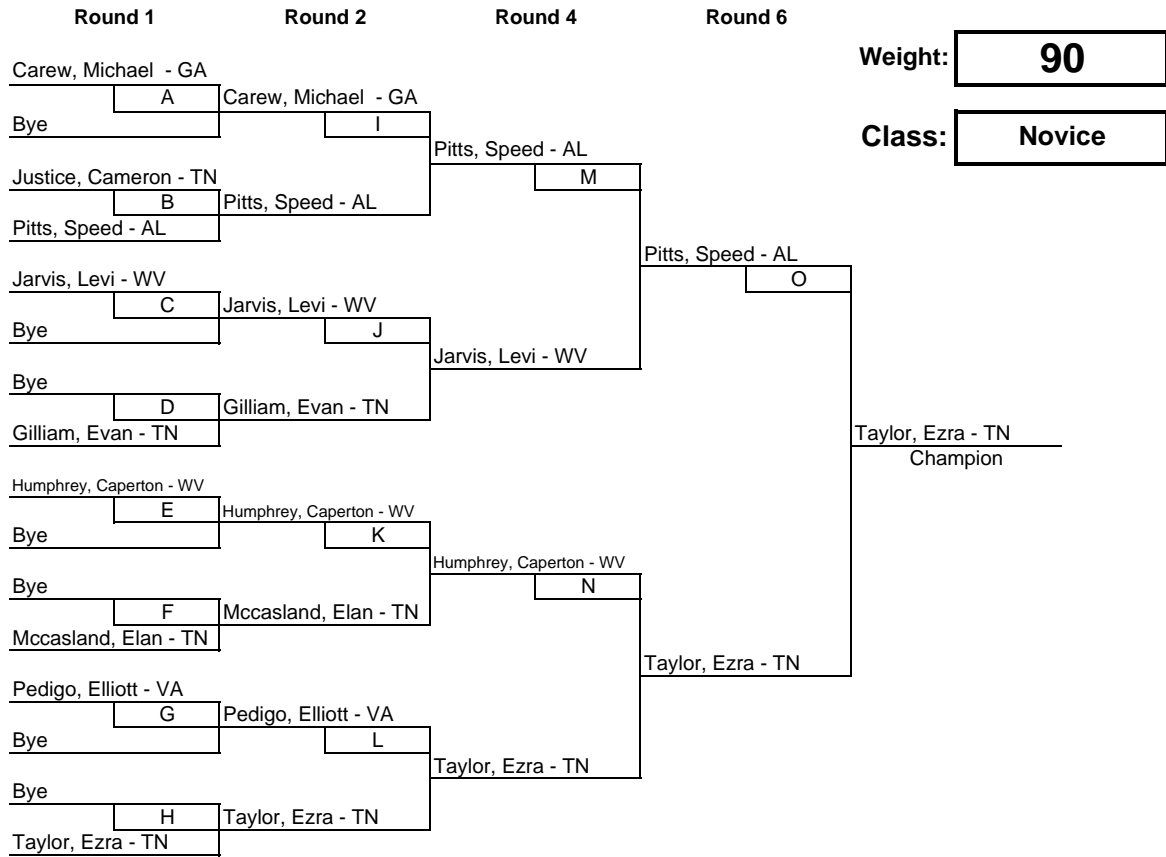 Round 1 Round 2 Round 4 Round 6
Weight: 90
Carew, Michael - GA
A Carew, Michael - GA
Bye I
Pitts, Speed - AL
Class: Novice
Justice, Cameron - TN M
B Pitts, Speed - AL
Pitts, Speed - AL
Pitts, Speed - AL
Jarvis, Levi - WV O
C Jarvis, Levi - WV
Bye J
Jarvis, Levi - WV
Bye
D Gilliam, Evan - TN
Gilliam, Evan - TN Taylor, Ezra - TN
Champion
Humphrey, Caperton - WV
E Humphrey, Caperton - WV
Bye K
Humphrey, Caperton - WV
Bye N
F Mccasland, Elan - TN
Mccasland, Elan - TN
Taylor, Ezra - TN
Pedigo, Elliott - VA
G Pedigo, Elliott - VA
Bye L
Taylor, Ezra - TN
Bye
H Taylor, Ezra - TN
Taylor, Ezra - TN